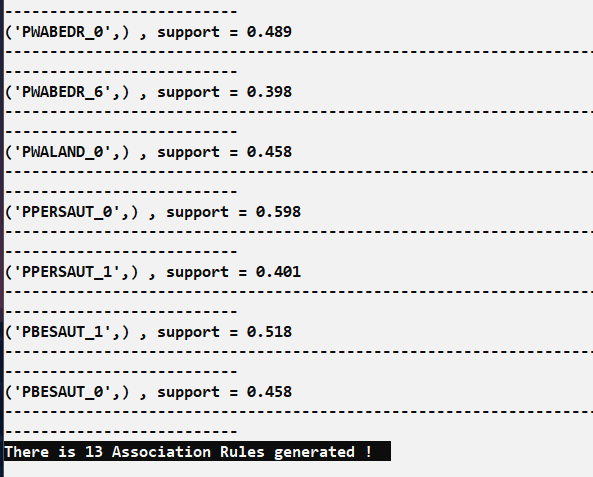 --------------------------
('PWABEDR_0',) , support = 0.489
------------------------------------------------------------------
--------------------------
('PWABEDR_6',) , support = 0.398
------------------------------------------------------------------
--------------------------
('PWALAND_0',) , support = 0.458
------------------------------------------------------------------
--------------------------
('PPERSAUT_0',) , support = 0.598
------------------------------------------------------------------
--------------------------
('PPERSAUT_1',) , support = 0.401
------------------------------------------------------------------
--------------------------
('PBESAUT_1',) , support = 0.518
------------------------------------------------------------------
--------------------------
('PBESAUT_0',) , support = 0.458
------------------------------------------------------------------
--------------------------
There is 13 Association Rules generated !